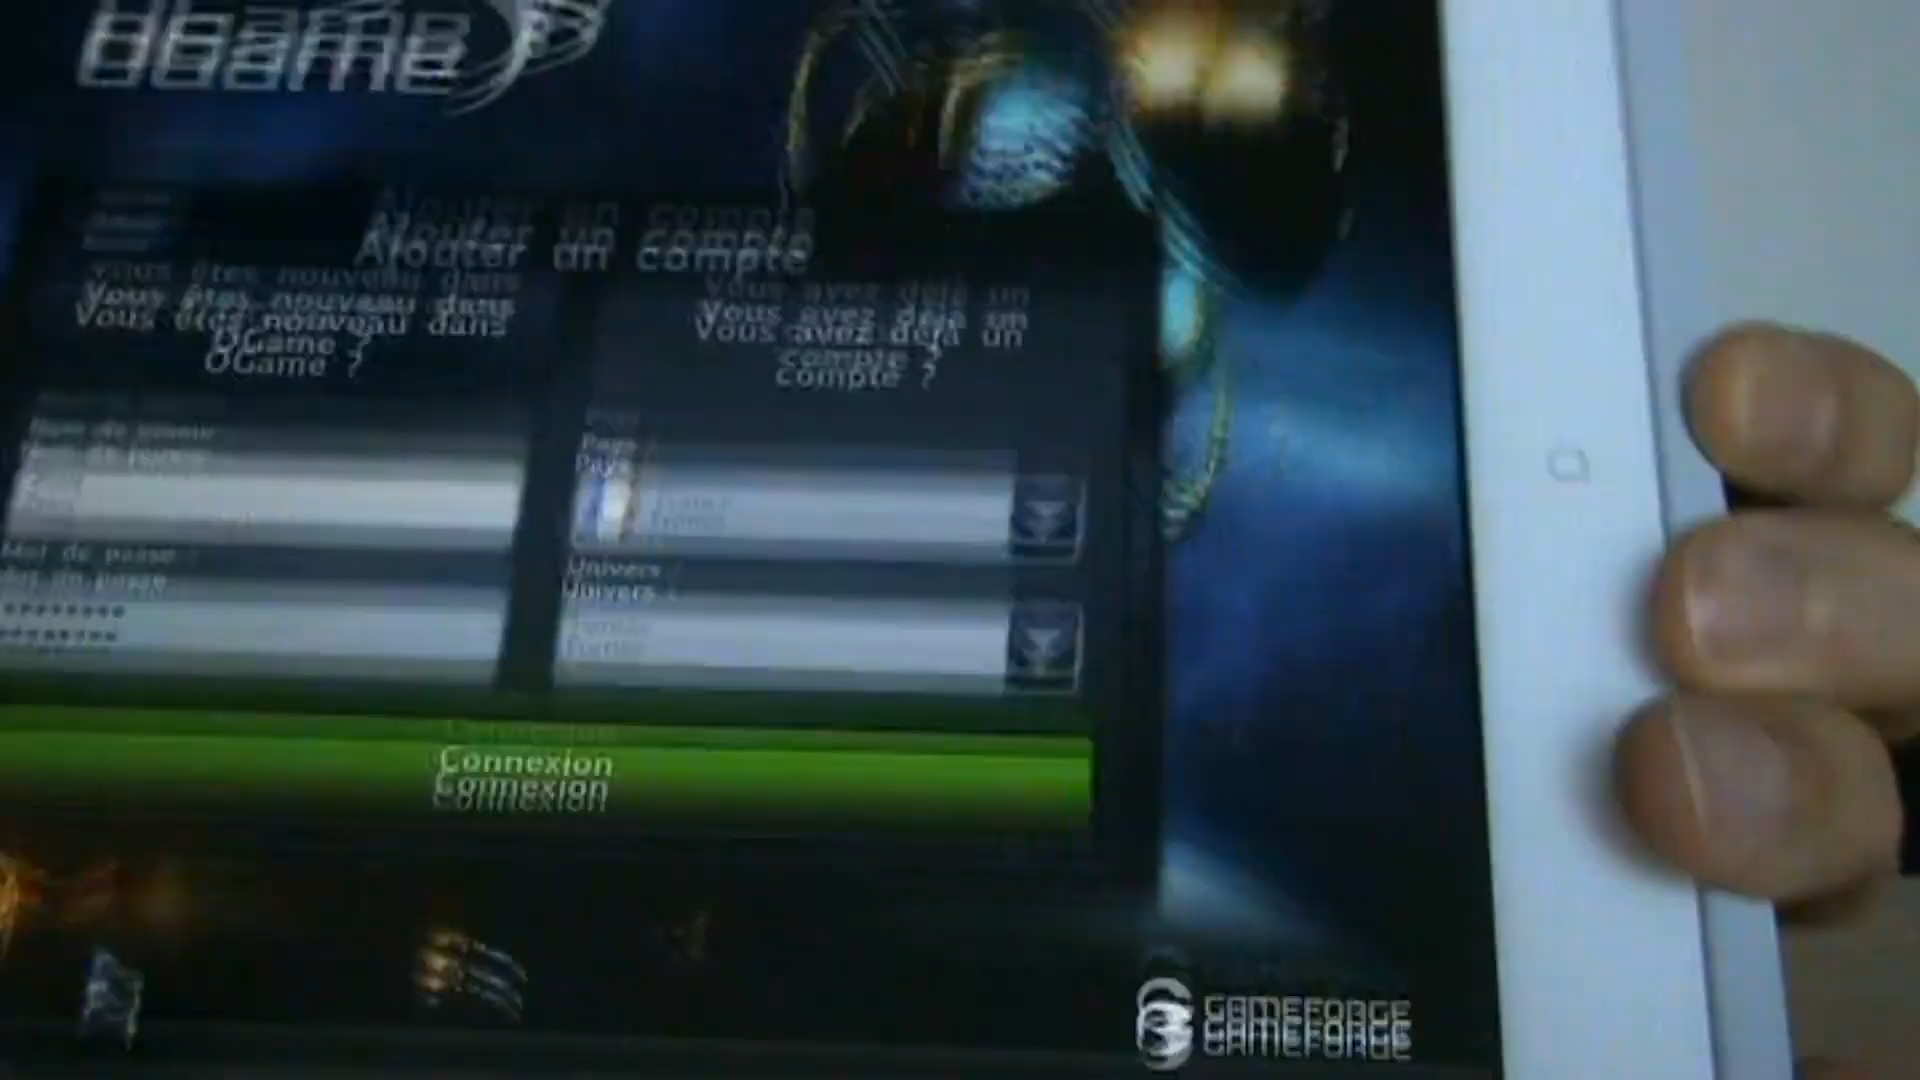 OGame
Ajouter un compte
Vous êtes nouveau dans
OGame ?
Vous avez déjà un
compte ?
Nom de joueur
Pays
France
Mot de passe :
Univers :
Connexion
GAMEFORGE